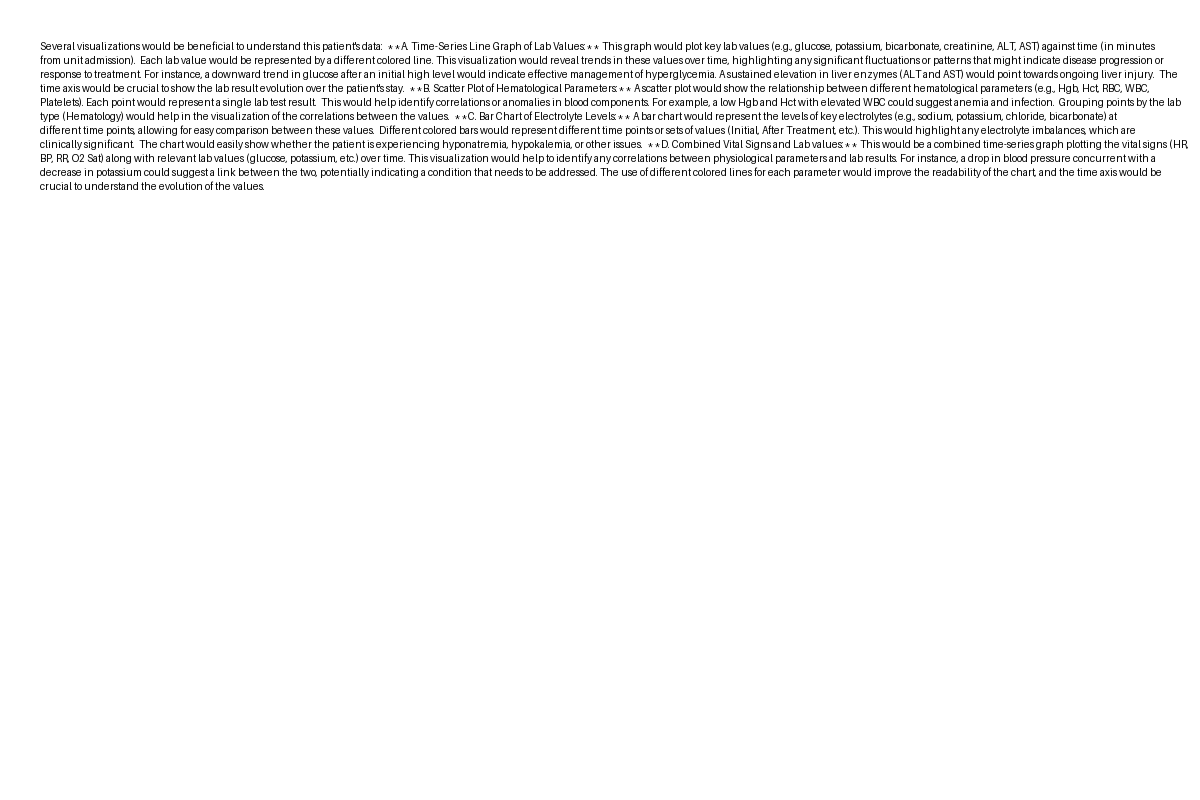 Several visualizations would be beneficial to understand this patient's data:  **A. Time-Series Line Graph of Lab Values:** This graph would plot key lab values (e.g., glucose, potassium, bicarbonate, creatinine, ALT, AST) against time (in minutes
from unit admission).  Each lab value would be represented by a different colored line. This visualization would reveal trends in these values over time, highlighting any significant fluctuations or patterns that might indicate disease progression or
response to treatment. For instance, a downward trend in glucose after an initial high level would indicate effective management of hyperglycemia. A sustained elevation in liver enzymes (ALT and AST) would point towards ongoing liver injury.  The
time axis would be crucial to show the lab result evolution over the patient's stay.  **B. Scatter Plot of Hematological Parameters:** A scatter plot would show the relationship between different hematological parameters (e.g., Hgb, Hct, RBC, WBC,
Platelets). Each point would represent a single lab test result.  This would help identify correlations or anomalies in blood components. For example, a low Hgb and Hct with elevated WBC could suggest anemia and infection.  Grouping points by the lab
type (Hematology) would help in the visualization of the correlations between the values.  **C. Bar Chart of Electrolyte Levels:** A bar chart would represent the levels of key electrolytes (e.g., sodium, potassium, chloride, bicarbonate) at
different time points, allowing for easy comparison between these values.  Different colored bars would represent different time points or sets of values (Initial, After Treatment, etc.). This would highlight any electrolyte imbalances, which are
clinically significant.  The chart would easily show whether the patient is experiencing hyponatremia, hypokalemia, or other issues.  **D. Combined Vital Signs and Lab values:** This would be a combined time-series graph plotting the vital signs (HR,
BP, RR, O2 Sat) along with relevant lab values (glucose, potassium, etc.) over time. This visualization would help to identify any correlations between physiological parameters and lab results. For instance, a drop in blood pressure concurrent with a
decrease in potassium could suggest a link between the two, potentially indicating a condition that needs to be addressed. The use of different colored lines for each parameter would improve the readability of the chart, and the time axis would be
crucial to understand the evolution of the values.